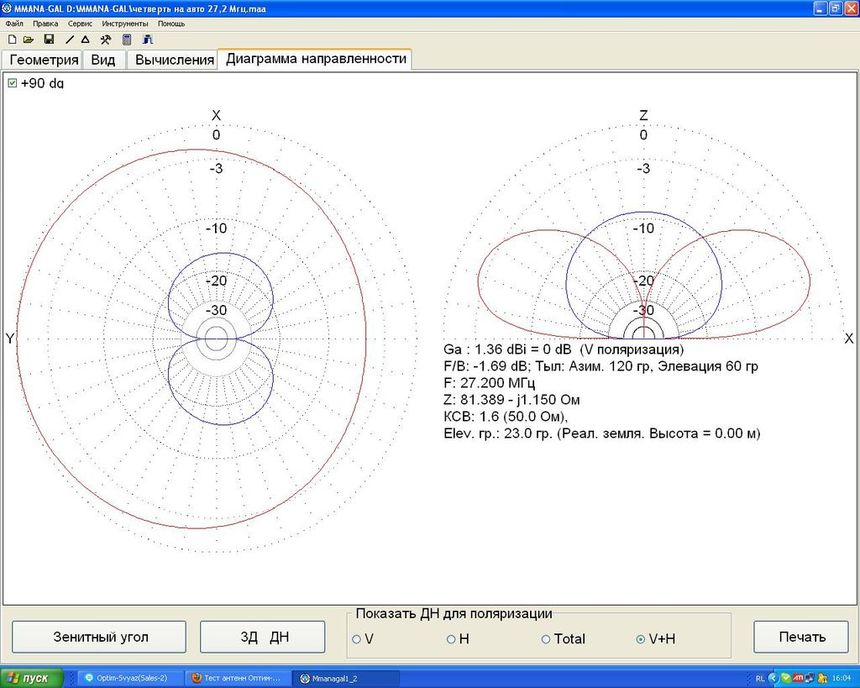 MMANA-GAL D:\MMANA-GAL\четверть на авто 27,2 Мгц.maa
Файл Правка Сервис Инструменты Помощь
Геометрия Вид Вычисления Диаграмма направленности
+90 dg
X
0
-3
-10
-20
-30
Y
Z
0
-3
-10
-20
-30
X
Ga : 1.36 dBi = 0 dB (V поляризация)
F/B: -1.69 dB; Тыл: Азим. 120 гр, Элевация 60 гр
F: 27.200 МГц
Z: 81.389 - j1.150 Ом
КСВ: 1.6 (50.0 Ом),
Elev. гр.: 23.0 гр. (Реал. земля. Высота = 0.00 м)
Показать ДН для поляризации
Зенитный угол 3Д ДН V H Total V+H Печать
пуск Optim-Svyaz(Sales-2) Тест антенн Оптим-... Mmanagal1_2 RL 16:04